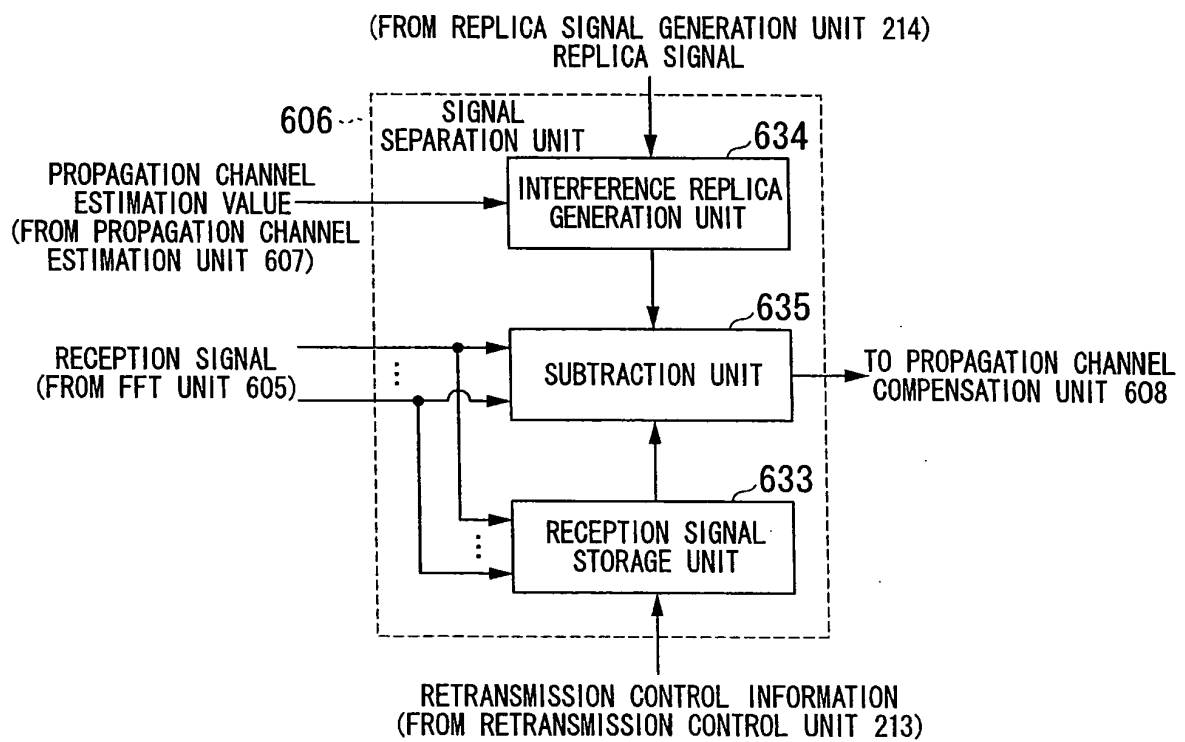 (FROM REPLICA SIGNAL GENERATION UNIT 214)
REPLICA SIGNAL
606
SIGNAL
SEPARATION UNIT
634
INTERFERENCE REPLICA
GENERATION UNIT
PROPAGATION CHANNEL
ESTIMATION VALUE
(FROM PROPAGATION CHANNEL
ESTIMATION UNIT 607)
635
SUBTRACTION UNIT
RECEPTION SIGNAL
(FROM FFT UNIT 605)
TO PROPAGATION CHANNEL
COMPENSATION UNIT 608
633
RECEPTION SIGNAL
STORAGE UNIT
RETRANSMISSION CONTROL INFORMATION
(FROM RETRANSMISSION CONTROL UNIT 213)